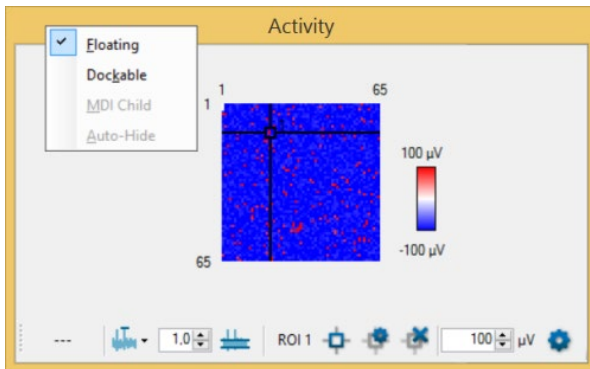 Activity
Floating
Dockable
MDI Child
Auto-Hide
1 65
1
65
100 µV
-100 µV
--- 1,0 ROI 1 100 µV